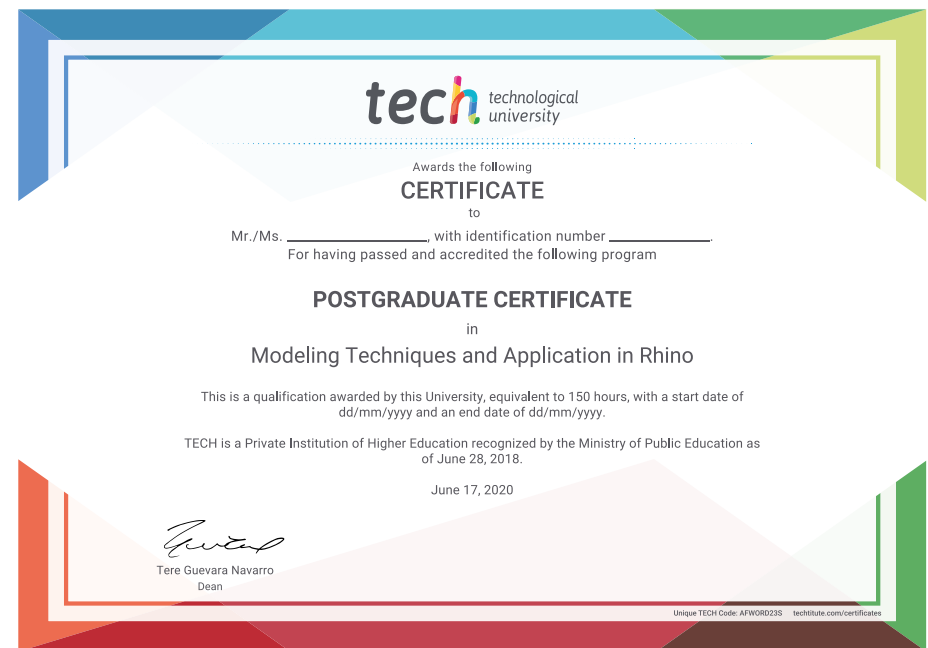 tech technological
university
Awards the following
CERTIFICATE
to
Mr./Ms. ____________________, with identification number ______________.
For having passed and accredited the following program
POSTGRADUATE CERTIFICATE
in
Modeling Techniques and Application in Rhino
This is a qualification awarded by this University, equivalent to 150 hours, with a start date of
dd/mm/yyyy and an end date of dd/mm/yyyy.
TECH is a Private Institution of Higher Education recognized by the Ministry of Public Education as
of June 28, 2018.
June 17, 2020
Tere Guevara Navarro
Dean
Unique TECH Code: AFWORD23S techtitute.com/certificates